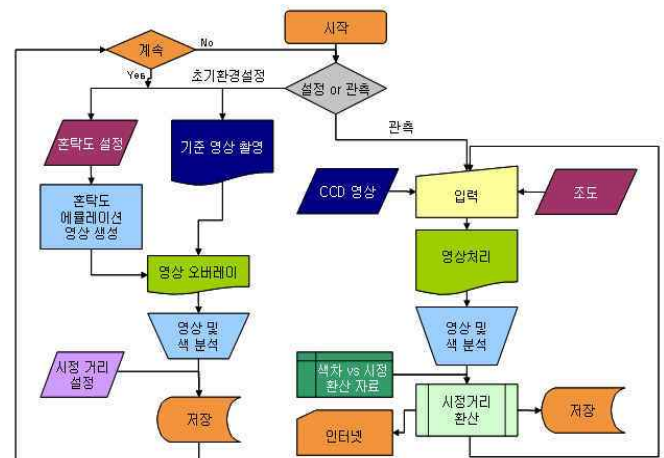 시작
계속
No
Yes
초기환경설정
설정 or 관측
관측
혼탁도 설정
기준 영상 촬영
CCD 영상
입력
조도
혼탁도
에뮬레이션
영상 생성
영상 오버레이
영상처리
영상 및
색 분석
영상 및
색 분석
시정 거리
설정
색차 vs 시정
환산 자료
시정거리
환산
저장
인터넷
저장